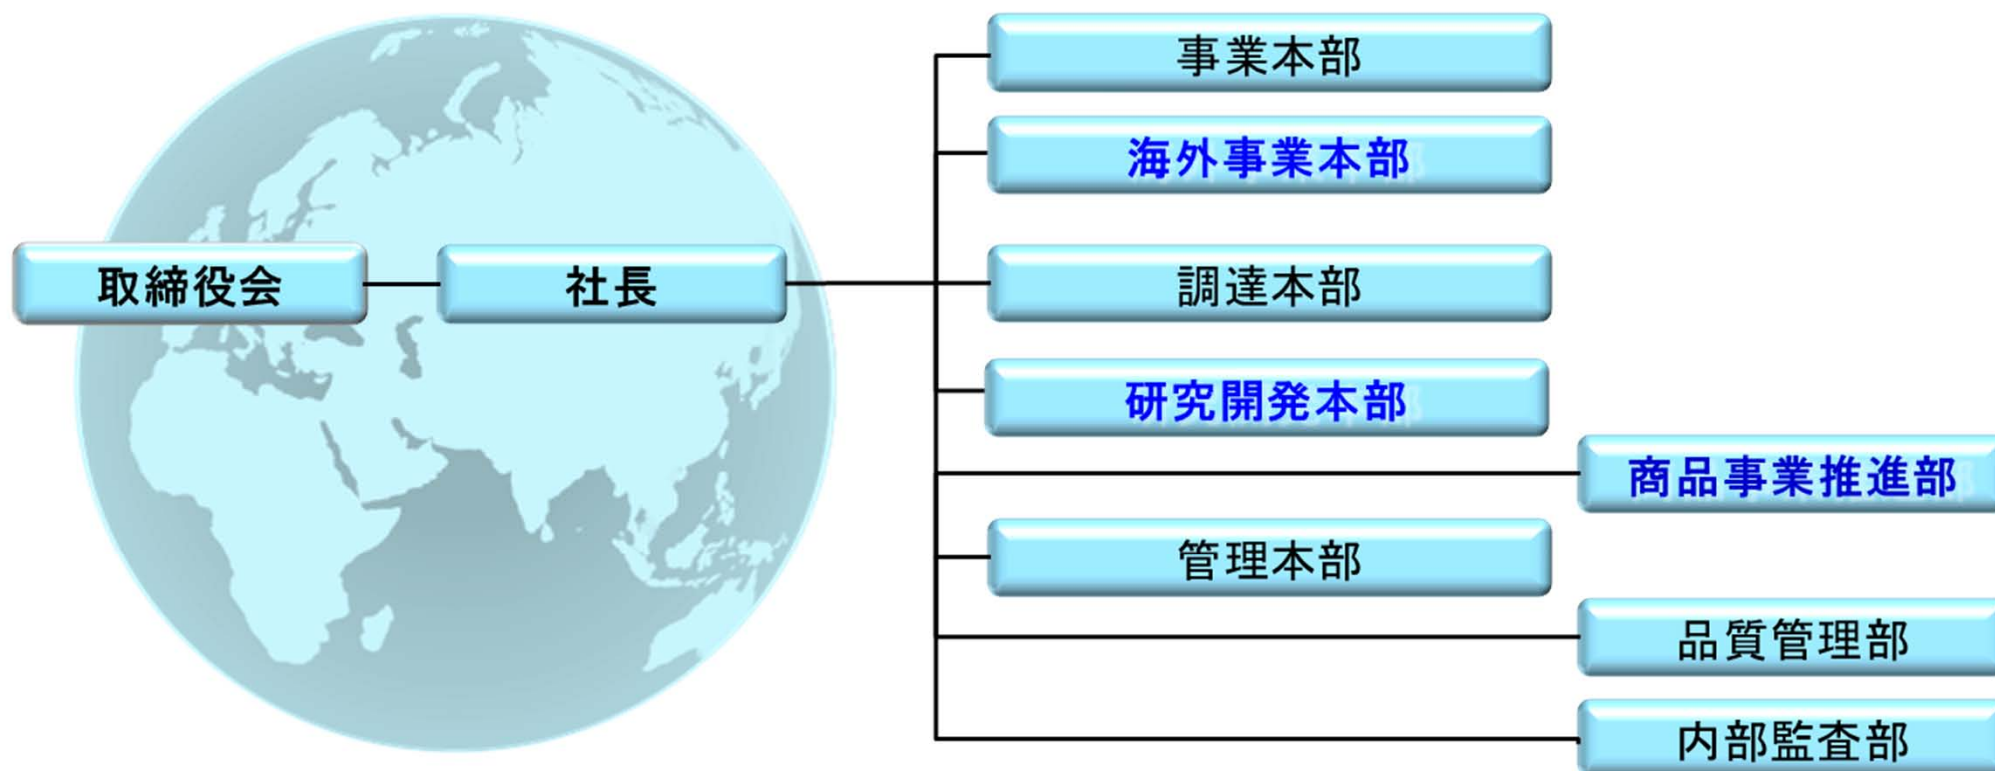 事業本部
海外事業本部
取締役会
社長
調達本部
研究開発本部
商品事業推進部
管理本部
品質管理部
内部監査部